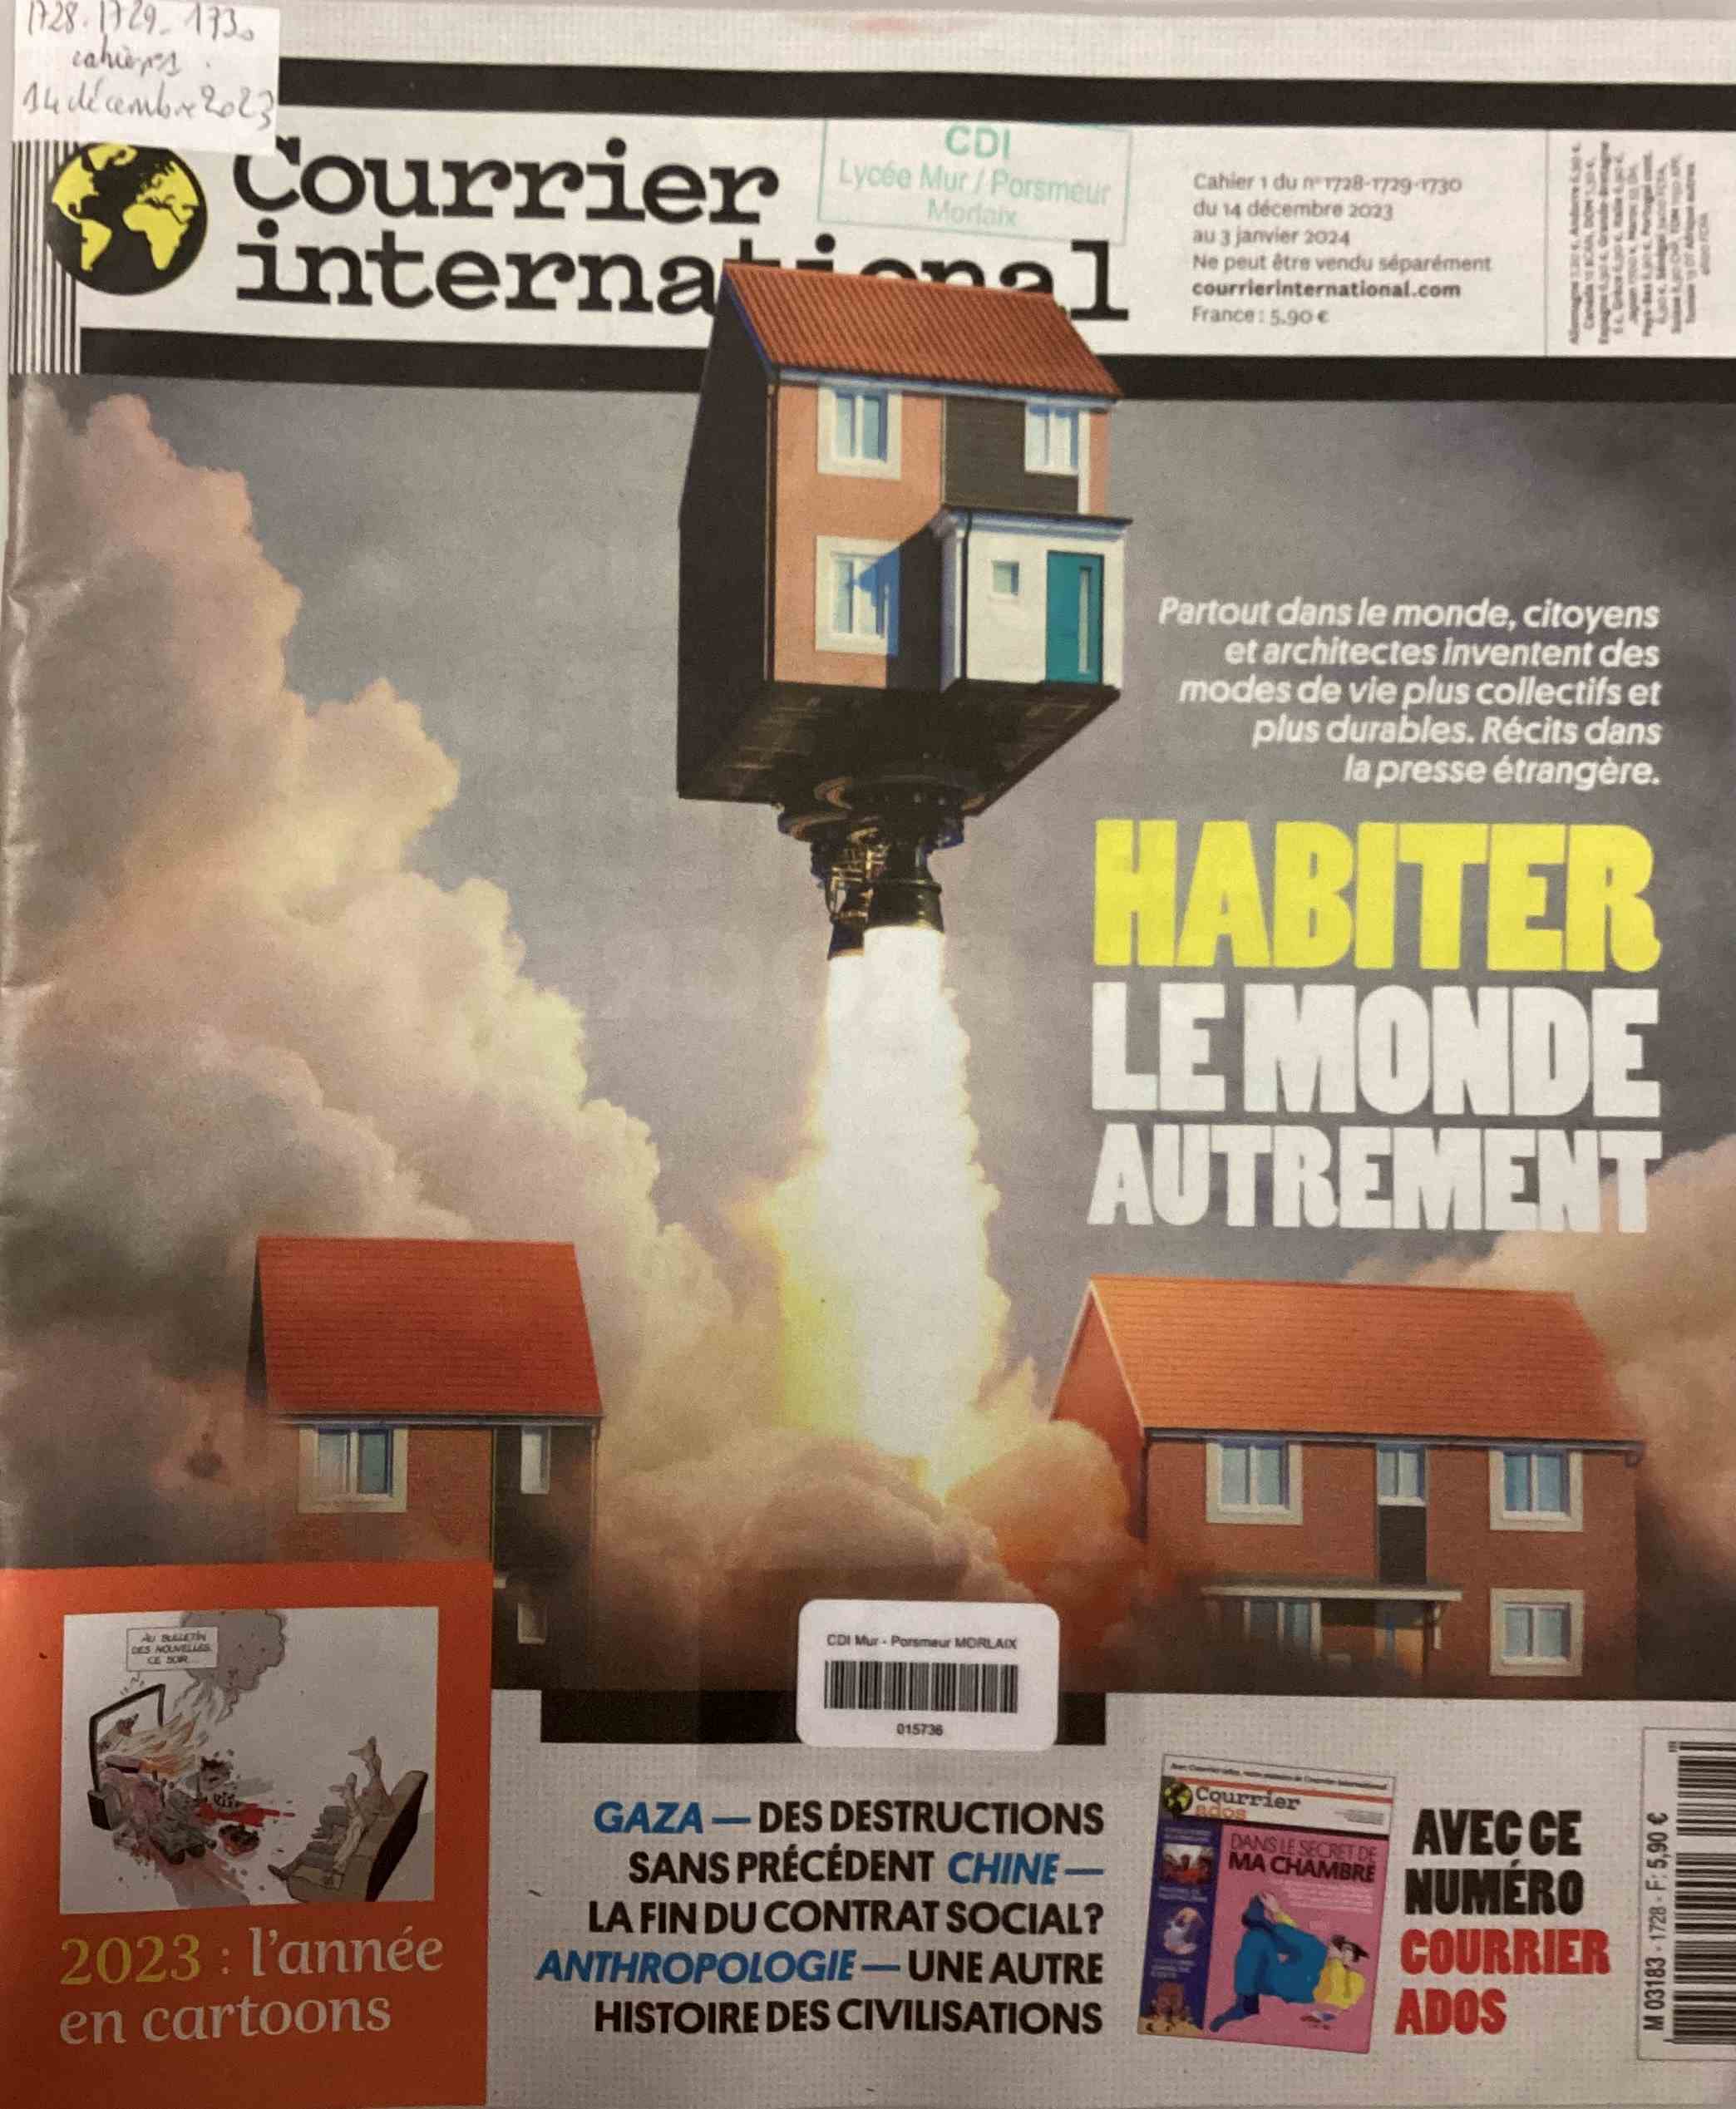 1728.1729-1730
cahier n°1
14 décembre 2023
Courrier
international
CDI
Lycée Mur / Porsmeur
Morlaix
Cahier 1 du n° 1728-1729-1730
du 14 décembre 2023
au 3 janvier 2024
Ne peut être vendu séparément
courrierinternational.com
France : 5,90 €
Partout dans le monde, citoyens
et architectes inventent des
modes de vie plus collectifs et
plus durables. Récits dans
la presse étrangère.
HABITER
LE MONDE
AUTREMENT
AU BULLETIN
DES NOUVELLES
CE SOIR...
2023 : l'année
en cartoons
CDI Mur - Porsmeur MORLAIX
015736
GAZA — DES DESTRUCTIONS
SANS PRÉCÉDENT CHINE —
LA FIN DU CONTRAT SOCIAL?
ANTHROPOLOGIE — UNE AUTRE
HISTOIRE DES CIVILISATIONS
Courrier
ados
DANS LE SECRET DE
MA CHAMBRE
AVEC CE
NUMÉRO
COURRIER
ADOS
M 03183 - 1728 - F: 5,90 €